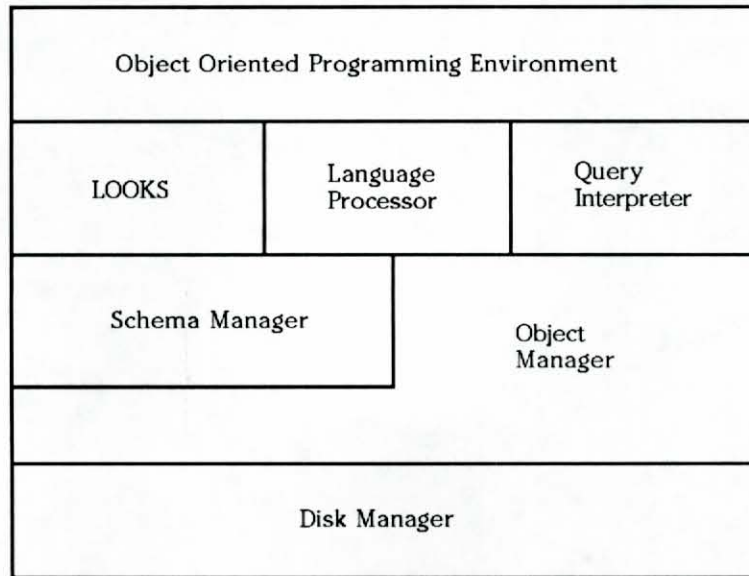 Object Oriented Programming Environment
LOOKS
Language
Processor
Query
Interpreter
Schema Manager
Object
Manager
Disk Manager